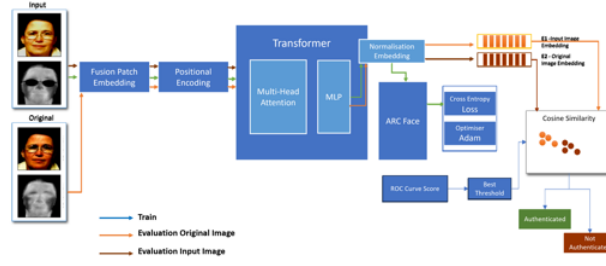 Input
Original
Fusion Patch
Embedding
Positional
Encoding
Transformer
Multi-Head
Attention
MLP
Normalisation
Embedding
ARC Face
Cross Entropy
Loss
Optimiser
Adam
E1 -Input Image
Embedding
E2 - Original
Image Embedding
Cosine Similarity
ROC Curve Score
Best
Threshold
Authenticated
Not
Authenticated
Train
Evaluation Original Image
Evaluation Input Image